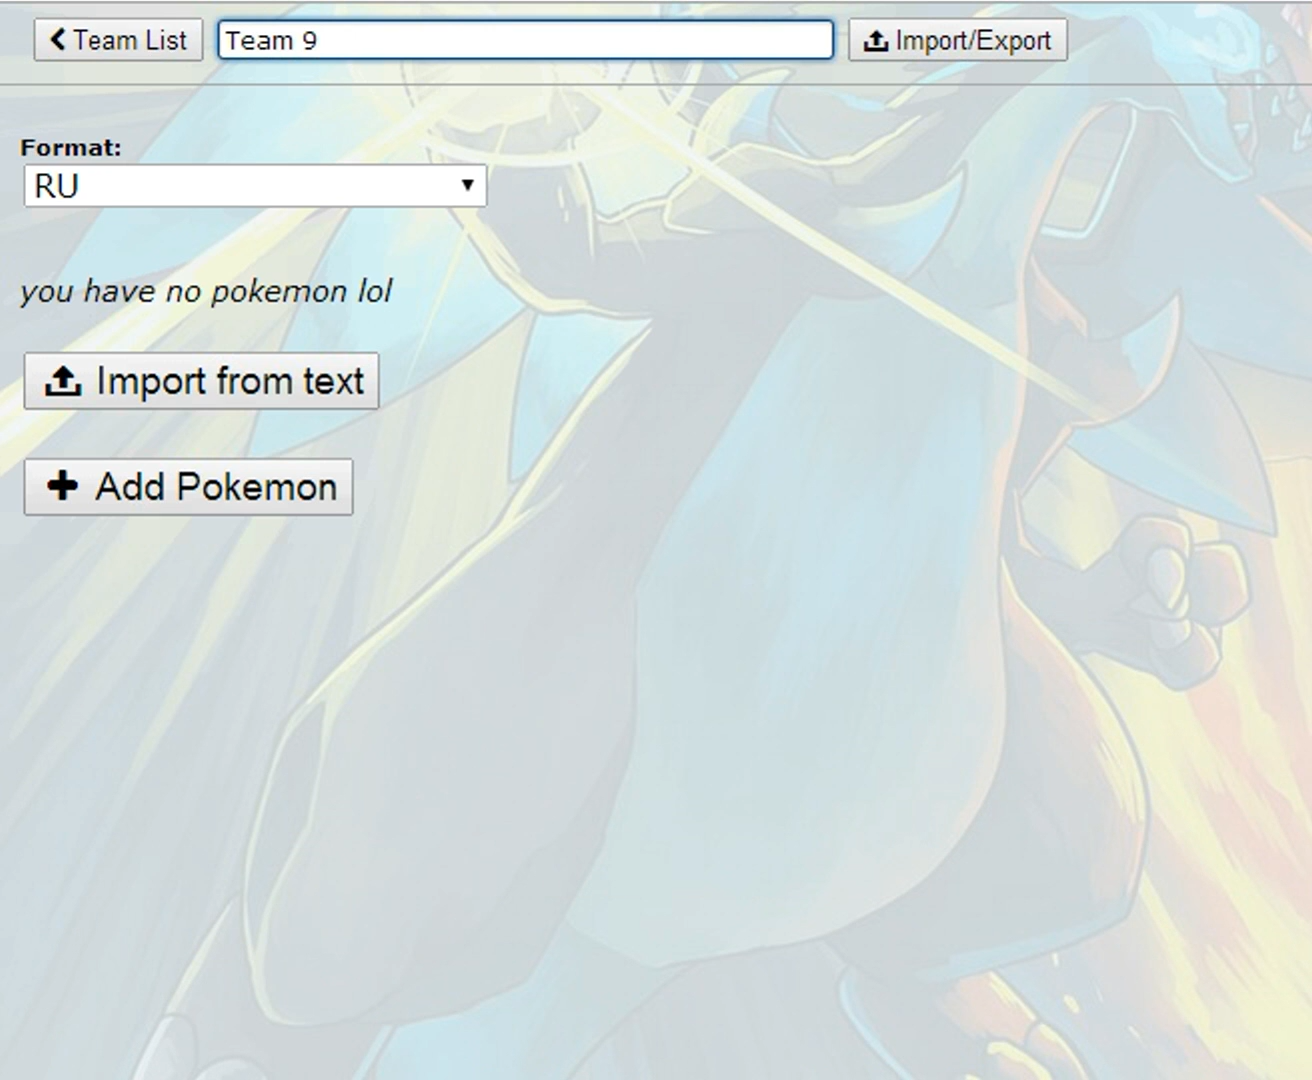 Team List
Team 9
Import/Export
Format:
RU
you have no pokemon lol
Import from text
Add Pokemon